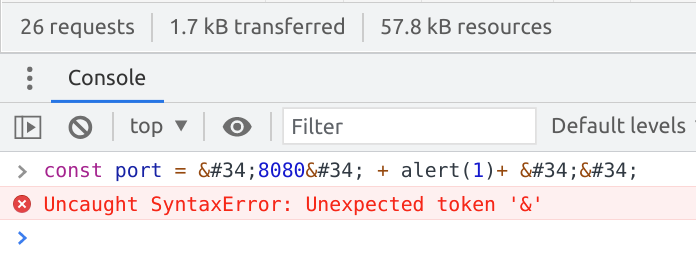 26 requests 1.7 kB transferred 57.8 kB resources
Console
top ▼ Filter Default levels
> const port = &#34;8080&#34; + alert(1)+ &#34;&#34;
Uncaught SyntaxError: Unexpected token '&'
>